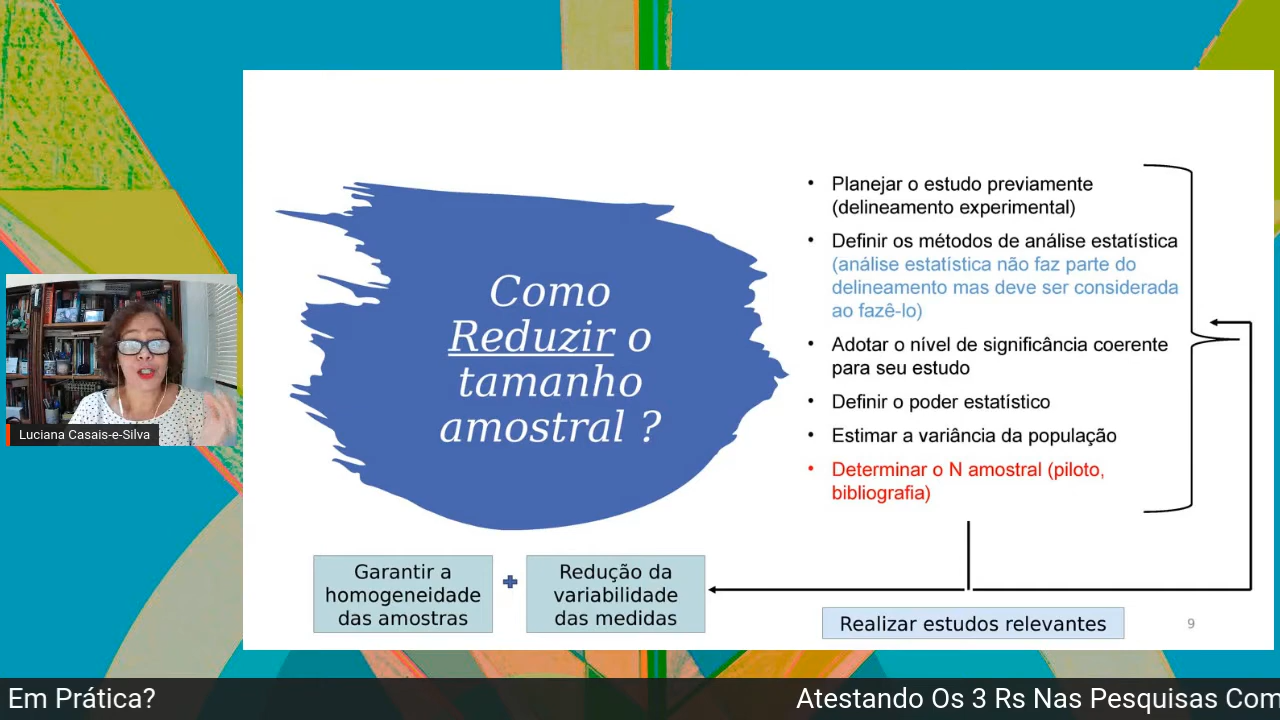 Como
Reduzir o
tamanho
amostral ?
• Planejar o estudo previamente
(delineamento experimental)
• Definir os métodos de análise estatística
(análise estatística não faz parte do
delineamento mas deve ser considerada
ao fazê-lo)
• Adotar o nível de significância coerente
para seu estudo
• Definir o poder estatístico
• Estimar a variância da população
• Determinar o N amostral (piloto,
bibliografia)
Luciana Casais-e-Silva
Garantir a
homogeneidade
das amostras
Redução da
variabilidade
das medidas
Realizar estudos relevantes
9
Em Prática?
Atestando Os 3 Rs Nas Pesquisas Com